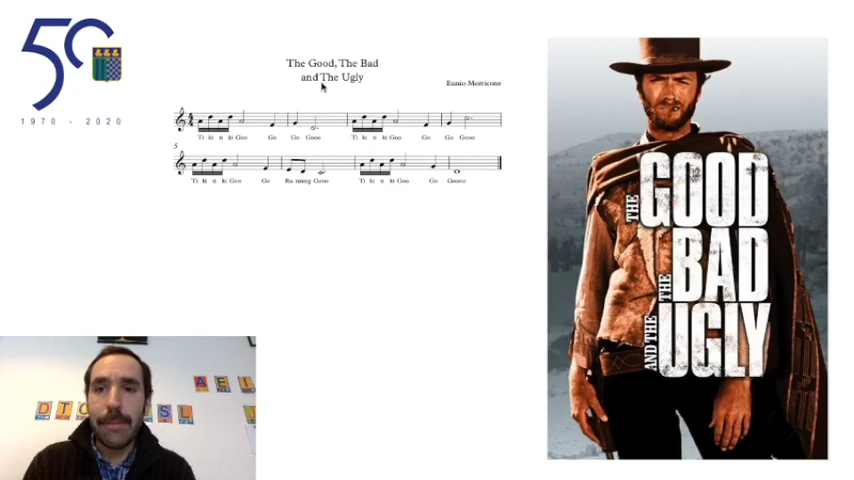 50
1970 - 2020
The Good, The Bad
and The Ugly
Ennio Morricone
Ti ki ti ki Goo Go Go Gooo Ti ki ti ki Goo Go Go Gooo
5
Ti ki ti ki Goo Go Ru nning Gooo Ti ki ti ki Goo Go Goooo
THE GOOD
THE BAD
AND THE UGLY
A E I
D T C S L